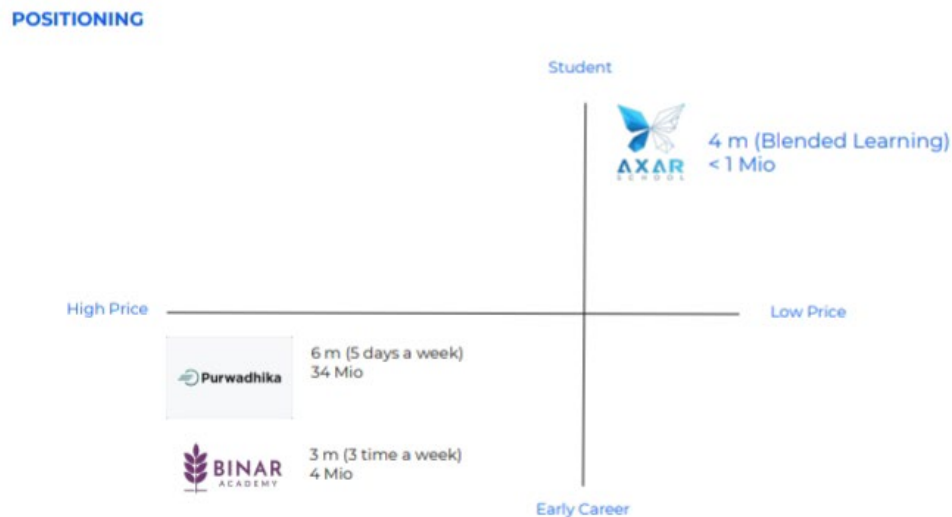 POSITIONING
Student
AXAR
SCHOOL
4 m (Blended Learning)
< 1 Mio
High Price
Low Price
Purwadhika
6 m (5 days a week)
34 Mio
BINAR
ACADEMY
3 m (3 time a week)
4 Mio
Early Career